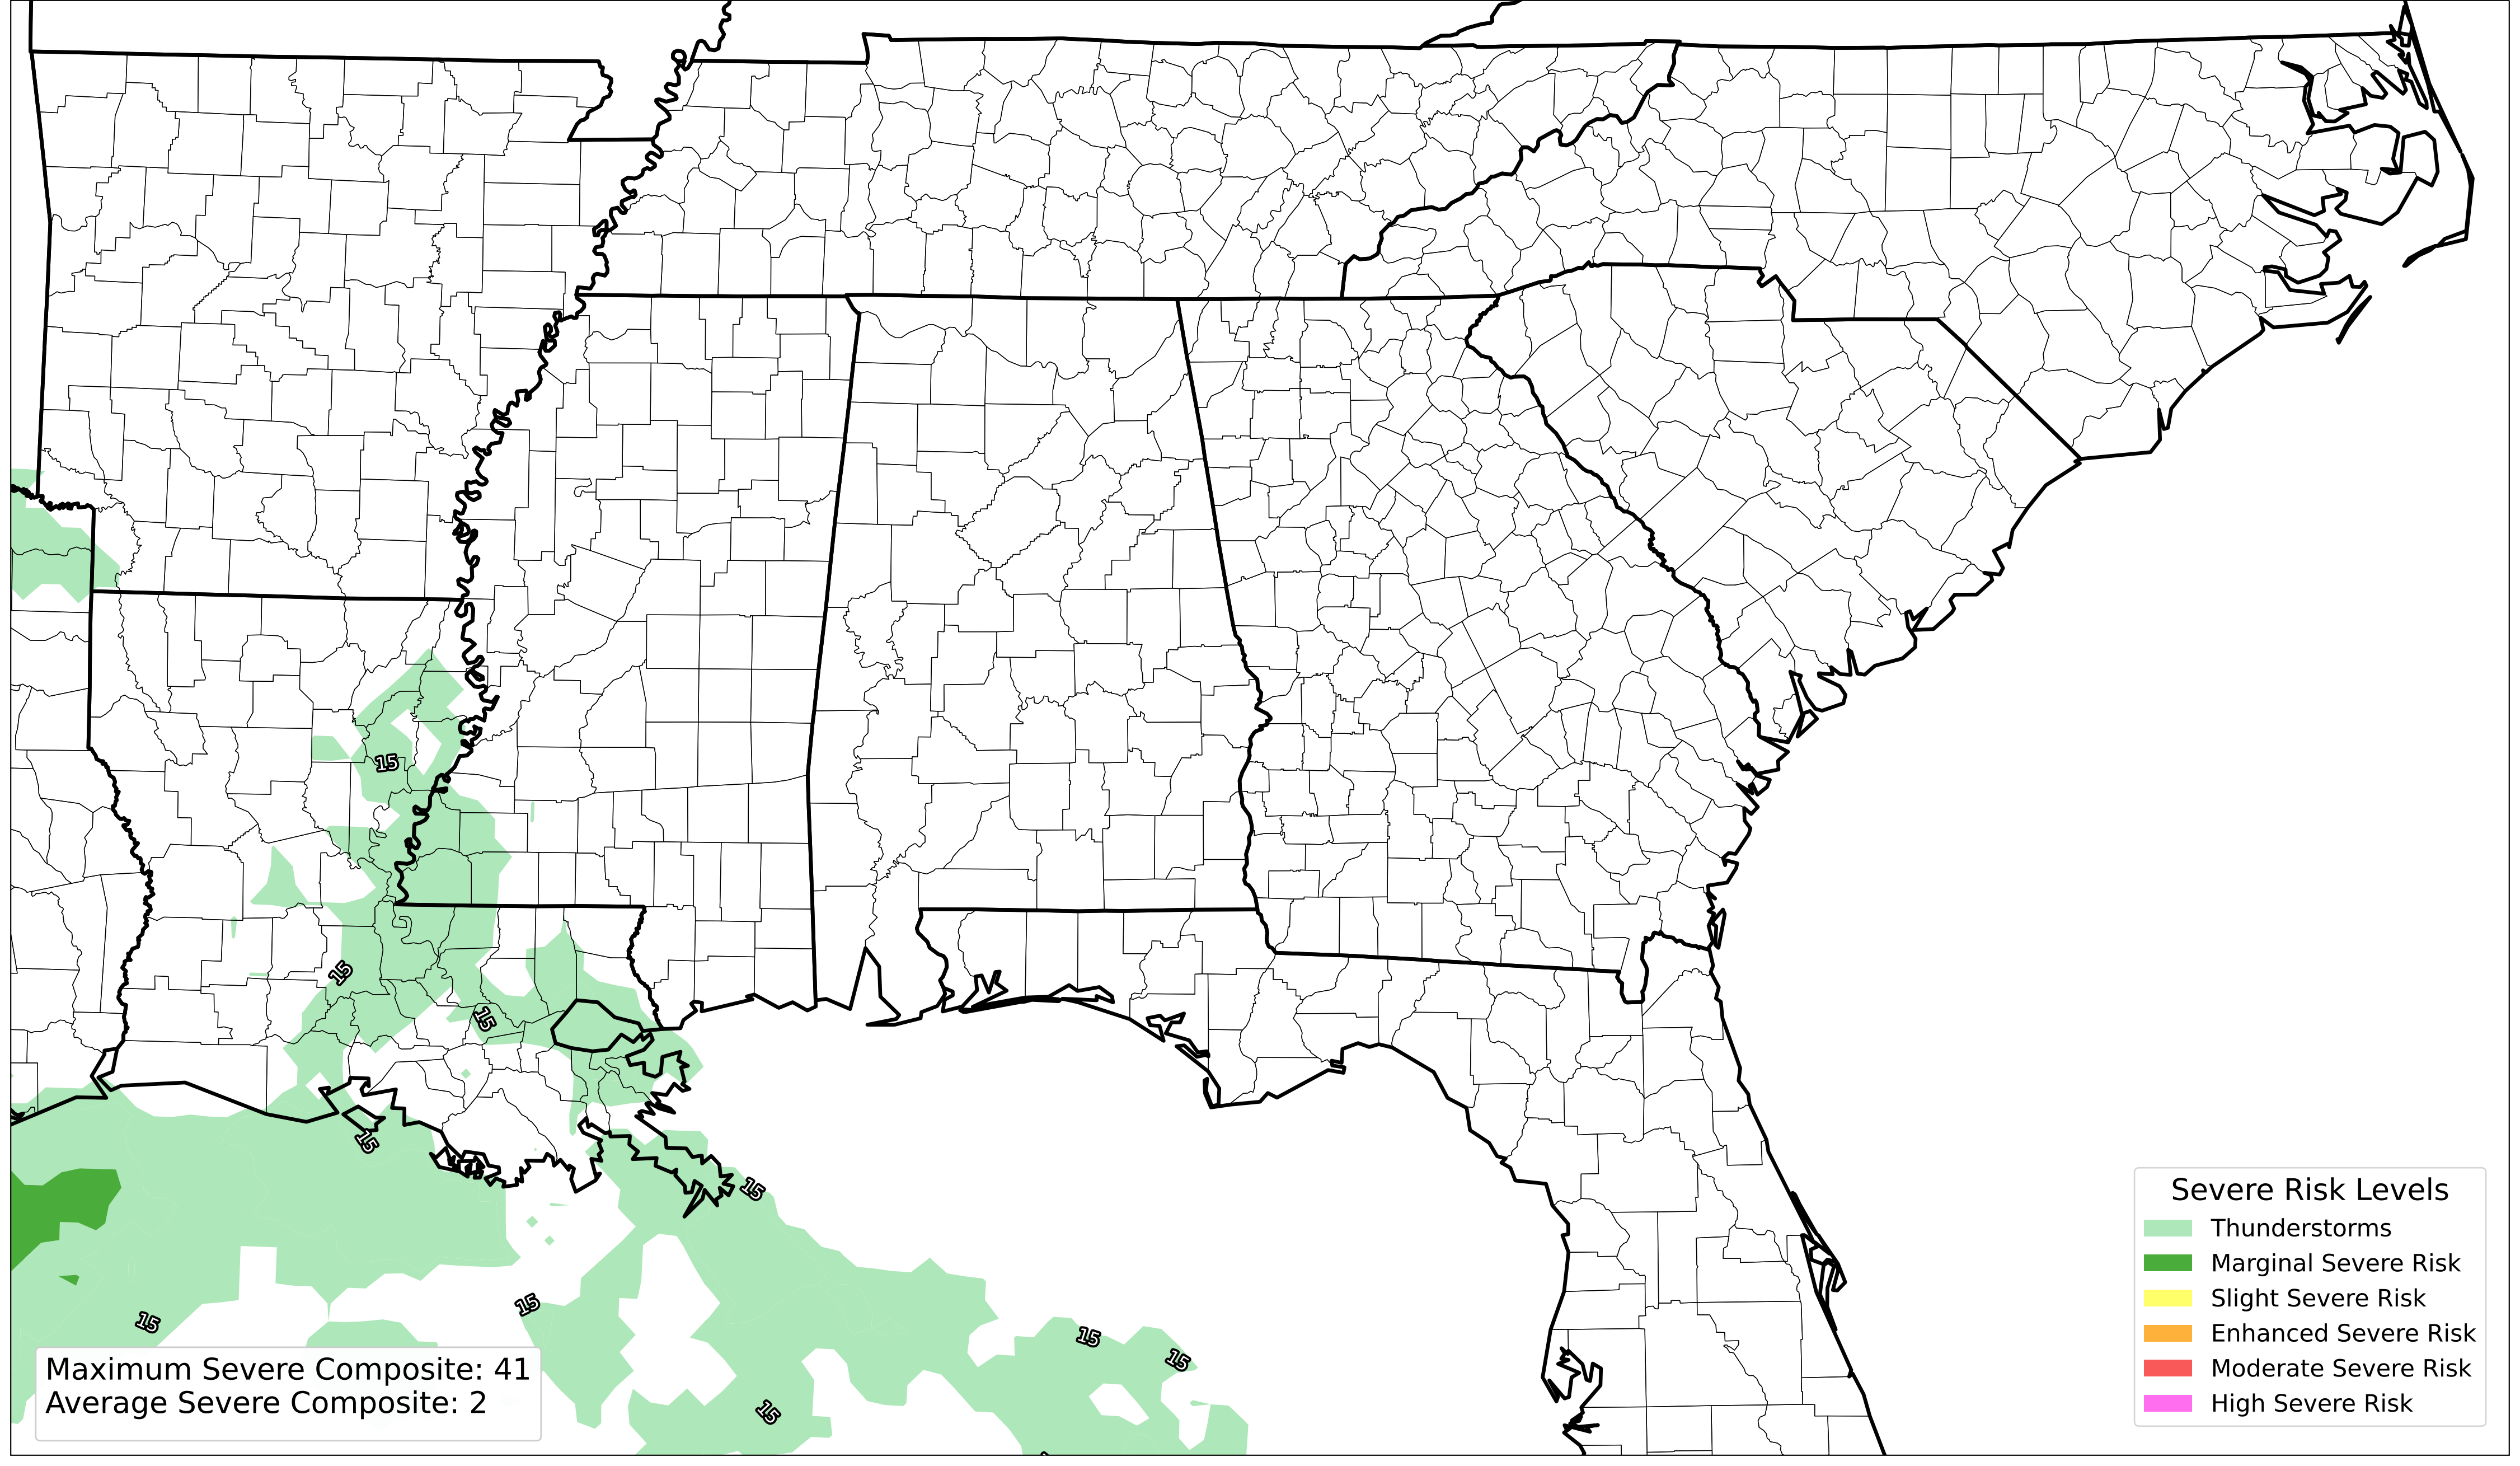 15
15
15
15
15
15
15
15
15
15
Severe Risk Levels
Thunderstorms
Marginal Severe Risk
Slight Severe Risk
Enhanced Severe Risk
Moderate Severe Risk
High Severe Risk
Maximum Severe Composite: 41
Average Severe Composite: 2